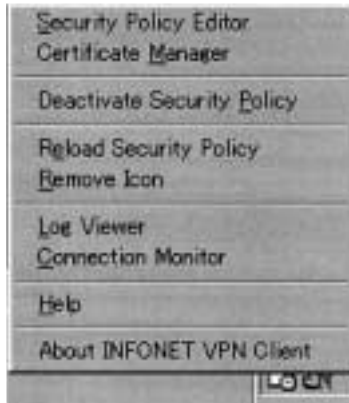 Security Policy Editor
Certificate Manager
Deactivate Security Policy
Reload Security Policy
Remove Icon
Log Viewer
Connection Monitor
Help
About INFONET VPN Client